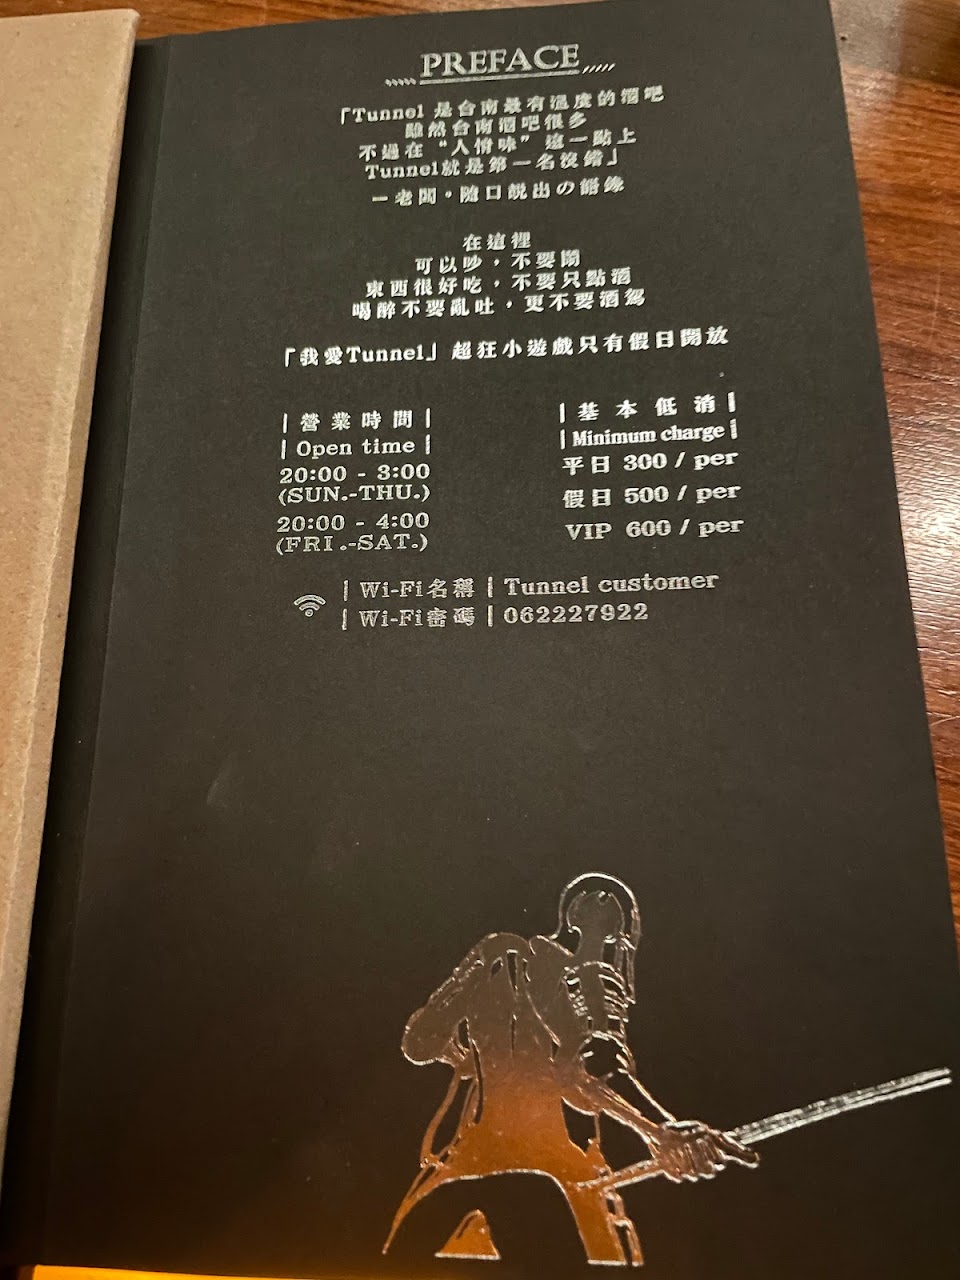 PREFACE
「Tunnel 是台南最有溫度的酒吧
雖然台南酒吧很多
不過在“人情味”這一點上
Tunnel就是第一名沒錯」
－老闆。隨口說出の語錄
在這裡
可以吵，不要鬧
東西很好吃，不要只點酒
喝醉不要亂吐，更不要酒駕
「我愛Tunnel」超狂小遊戲只有假日開放
| 營業時間 |
| Open time |
20:00 - 3:00
(SUN.-THU.)
20:00 - 4:00
(FRI.-SAT.)
| 基本低消 |
| Minimum charge |
平日 300 / per
假日 500 / per
VIP 600 / per
| Wi-Fi名稱 | Tunnel customer
| Wi-Fi密碼 | 062227922